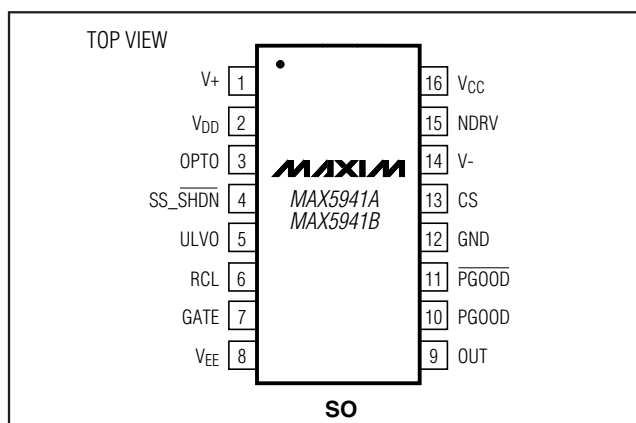 TOP VIEW
V+ 1
VDD 2
OPTO 3
SS_SHDN 4
ULVO 5
RCL 6
GATE 7
VEE 8
MAXIM
MAX5941A
MAX5941B
16 VCC
15 NDRV
14 V-
13 CS
12 GND
11 PGOOD
10 PGOOD
9 OUT
SO